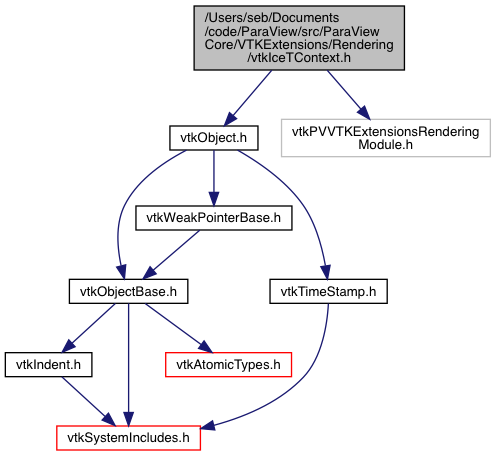 /Users/seb/Documents
/code/ParaView/src/ParaView
Core/VTKExtensions/Rendering
/vtkIceTContext.h
vtkObject.h
vtkPVVTKExtensionsRendering
Module.h
vtkWeakPointerBase.h
vtkObjectBase.h
vtkTimeStamp.h
vtkIndent.h
vtkAtomicTypes.h
vtkSystemIncludes.h